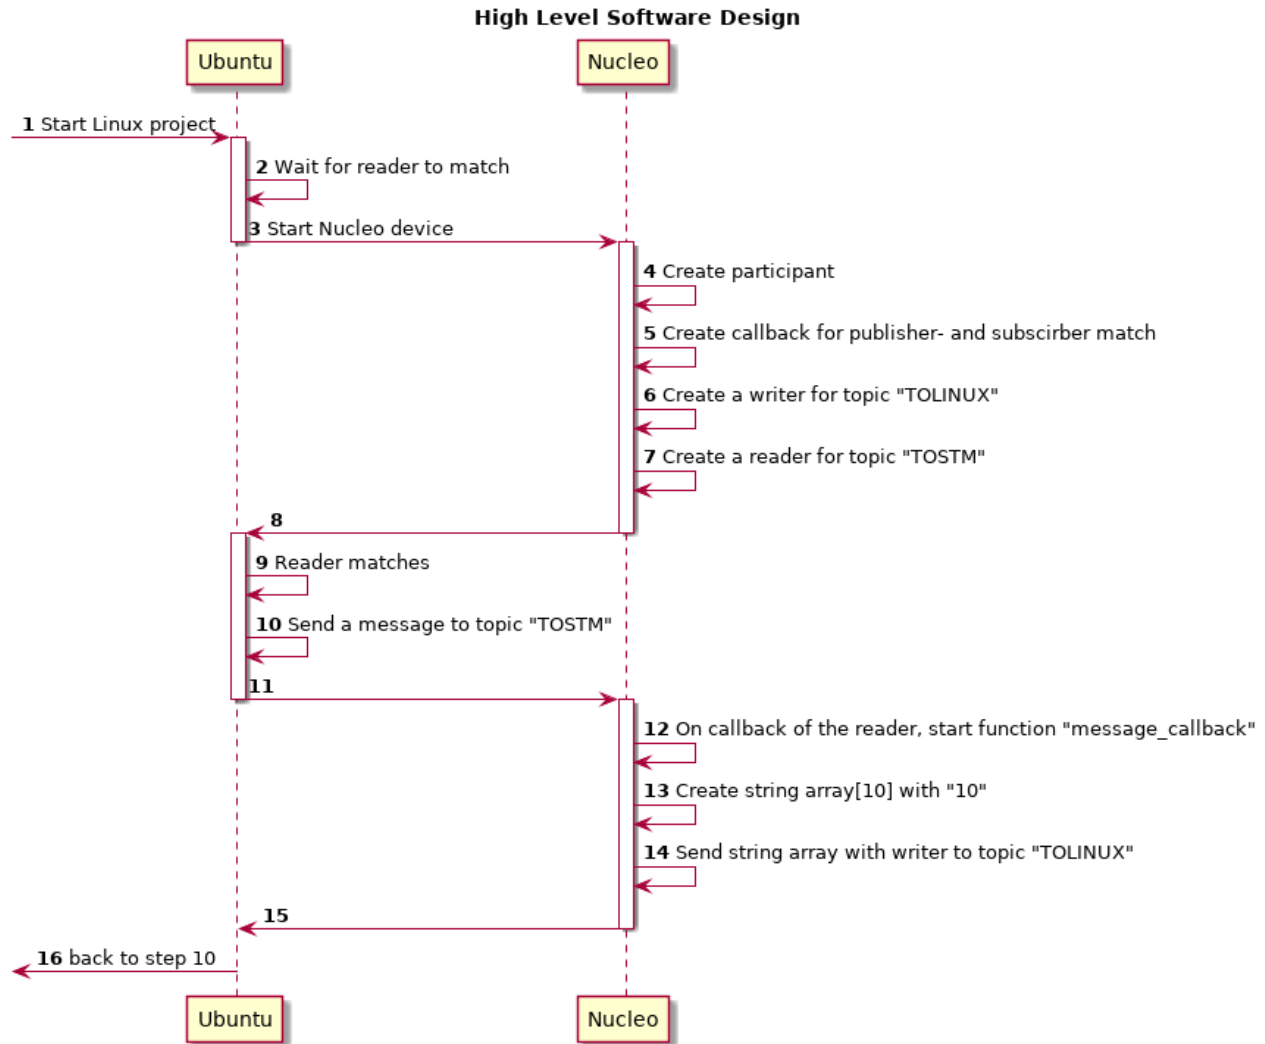 High Level Software Design
Ubuntu
Nucleo
1 Start Linux project
2 Wait for reader to match
3 Start Nucleo device
4 Create participant
5 Create callback for publisher- and subscirber match
6 Create a writer for topic "TOLINUX"
7 Create a reader for topic "TOSTM"
8
9 Reader matches
10 Send a message to topic "TOSTM"
11
12 On callback of the reader, start function "message_callback"
13 Create string array[10] with "10"
14 Send string array with writer to topic "TOLINUX"
15
16 back to step 10
Ubuntu
Nucleo